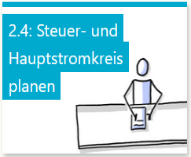 2.4: Steuer- und
Hauptstromkreis
planen